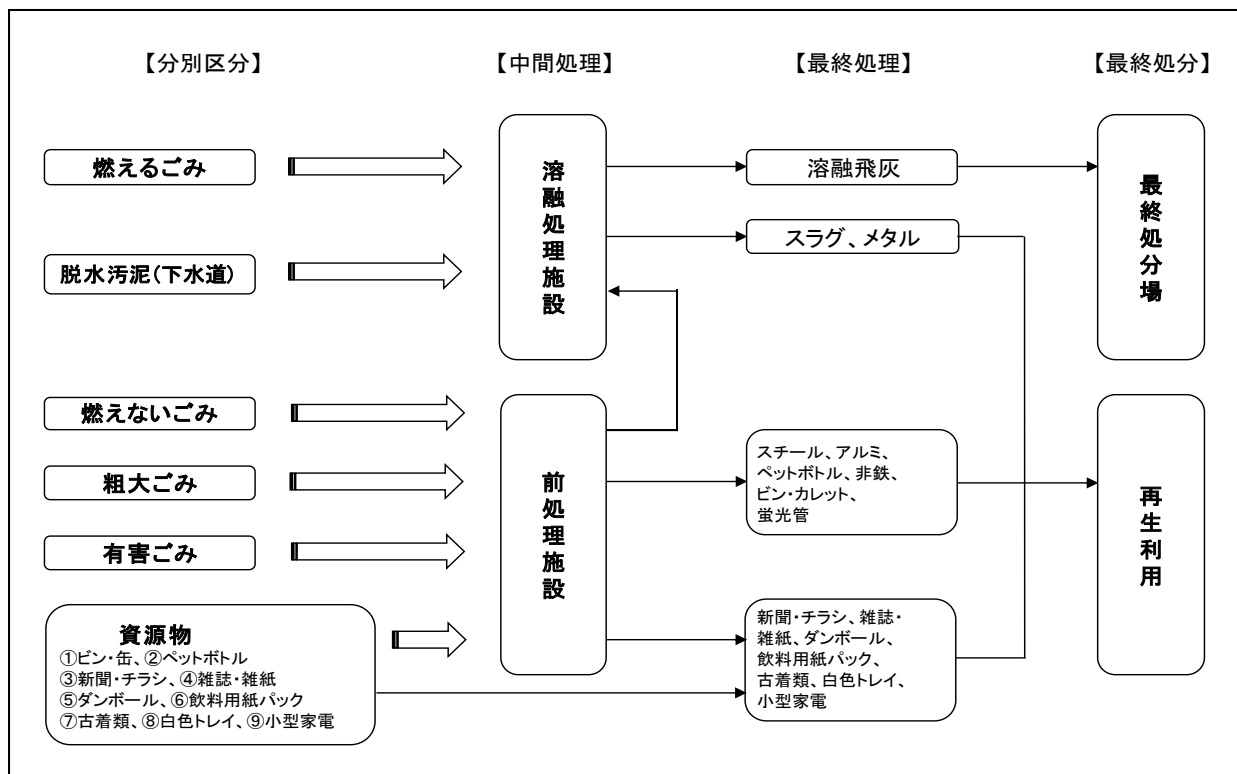 【分別区分】
【中間処理】
【最終処理】
【最終処分】
燃えるごみ
脱水汚泥(下水道)
燃えないごみ
粗大ごみ
有害ごみ
資源物
①ビン・缶、②ペットボトル
③新聞・チラシ、④雑誌・雑紙
⑤ダンボール、⑥飲料用紙パック
⑦古着類、⑧白色トレイ、⑨小型家電
溶融処理施設
前処理施設
溶融飛灰
スラグ、メタル
スチール、アルミ、
ペットボトル、非鉄、
ビン・カレット、
蛍光管
新聞・チラシ、雑誌・
雑紙、ダンボール、
飲料用紙パック、
古着類、白色トレイ、
小型家電
最終処分場
再生利用